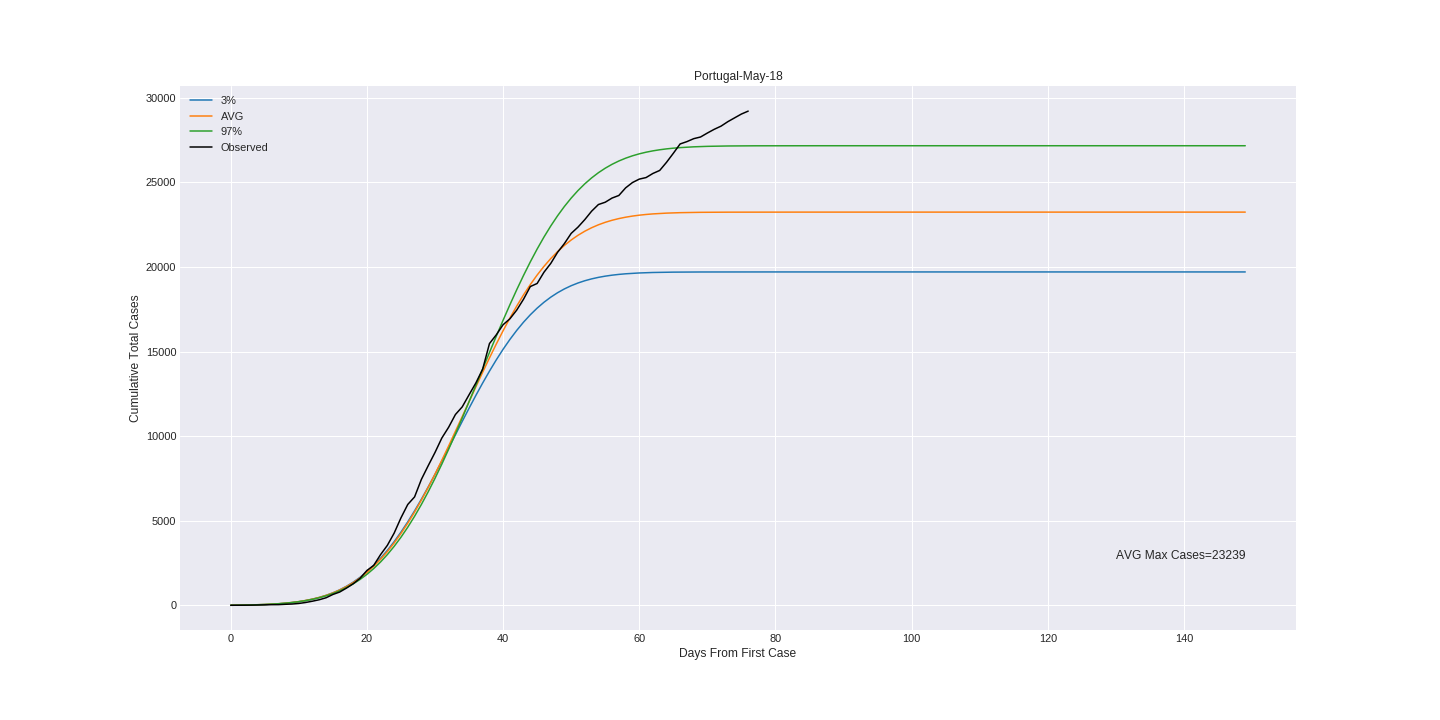 Portugal-May-18
3%
AVG
97%
Observed
30000
25000
20000
15000
10000
5000
0
Cumulative Total Cases
AVG Max Cases=23239
0 20 40 60 80 100 120 140
Days From First Case